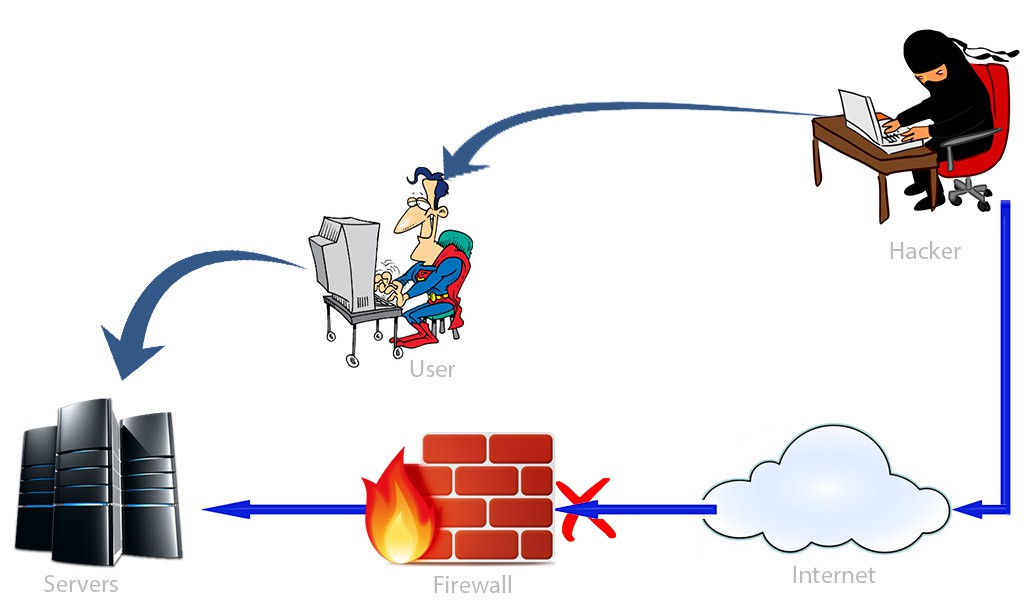 Hacker
User
Internet
Servers
Firewall